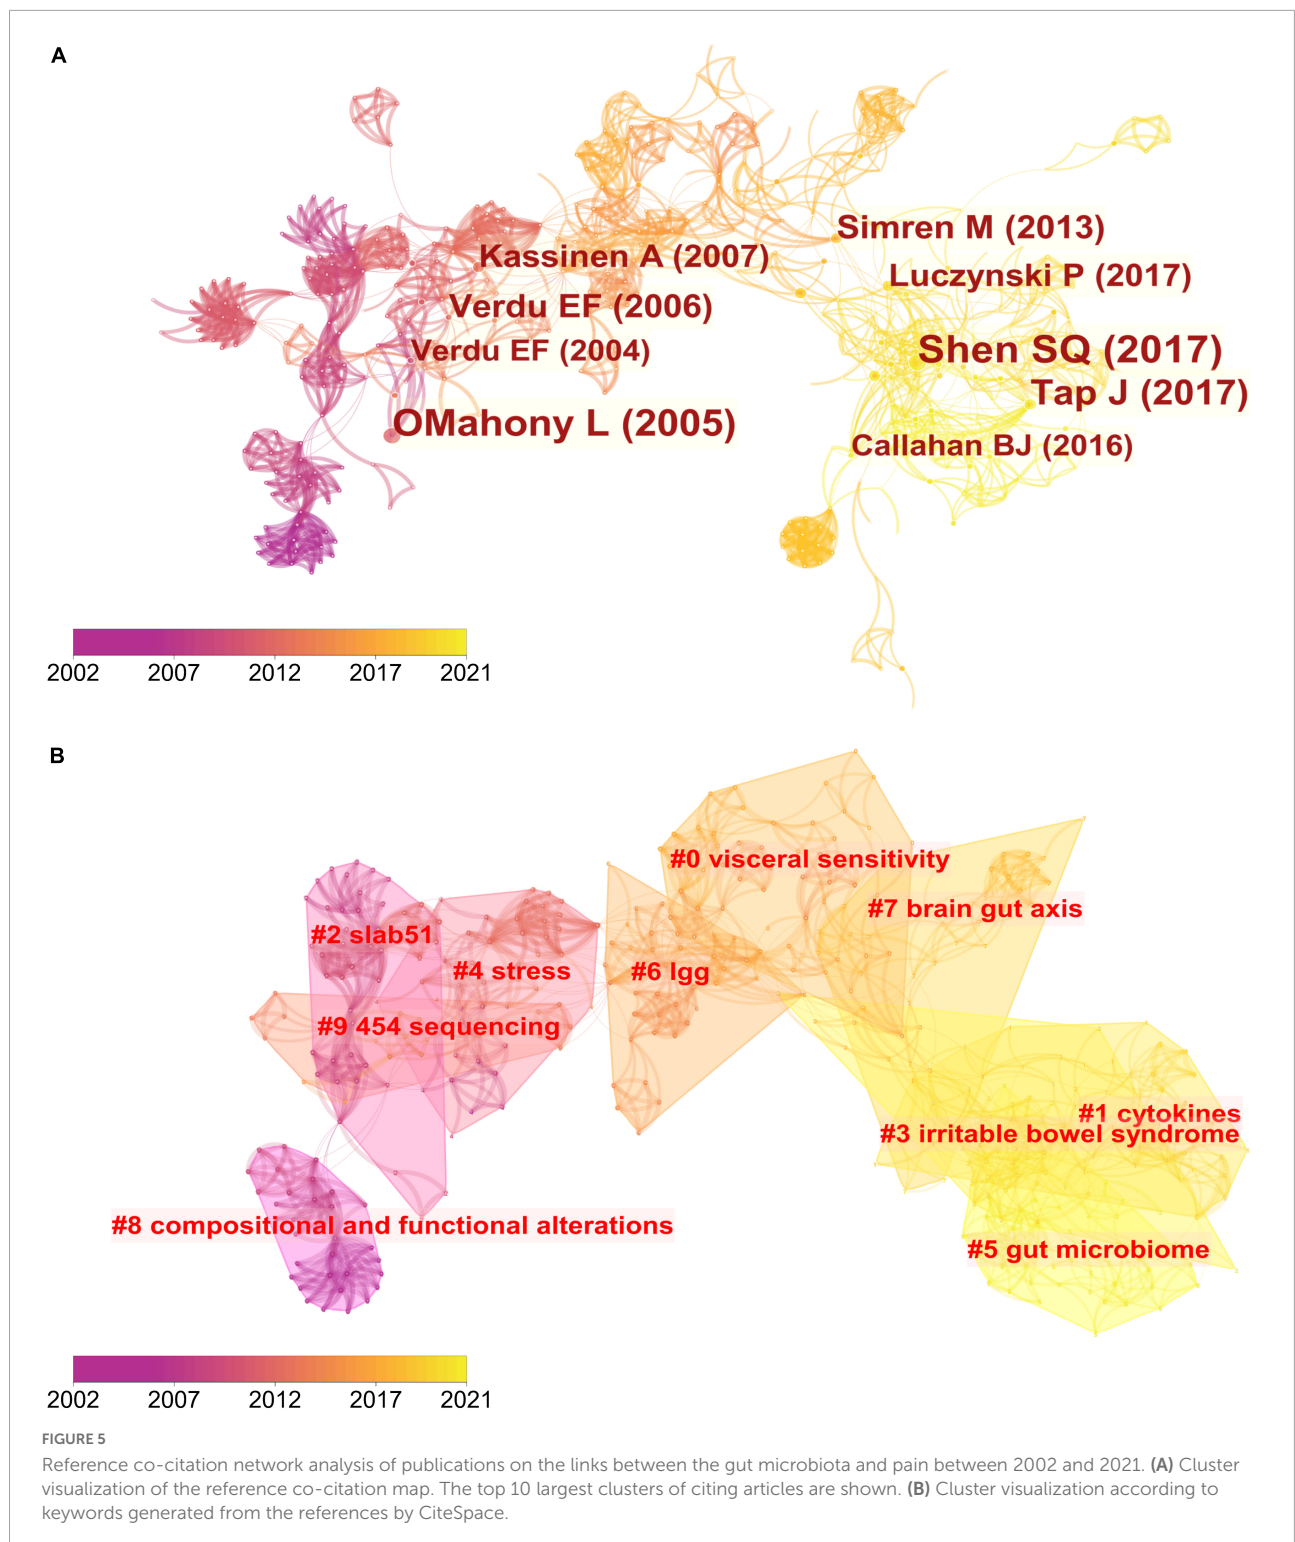 A
Simren M (2013)
Kassinen A (2007)
Luczynski P (2017)
Verdu EF (2006)
Verdu EF (2004)
Shen SQ (2017)
Tap J (2017)
OMahony L (2005)
Callahan BJ (2016)
2002 2007 2012 2017 2021
B
#0 visceral sensitivity
#7 brain gut axis
#2 slab51
#4 stress
#6 lgg
#9 454 sequencing
#1 cytokines
#3 irritable bowel syndrome
#8 compositional and functional alterations
#5 gut microbiome
2002 2007 2012 2017 2021
FIGURE 5
Reference co-citation network analysis of publications on the links between the gut microbiota and pain between 2002 and 2021. (A) Cluster
visualization of the reference co-citation map. The top 10 largest clusters of citing articles are shown. (B) Cluster visualization according to
keywords generated from the references by CiteSpace.